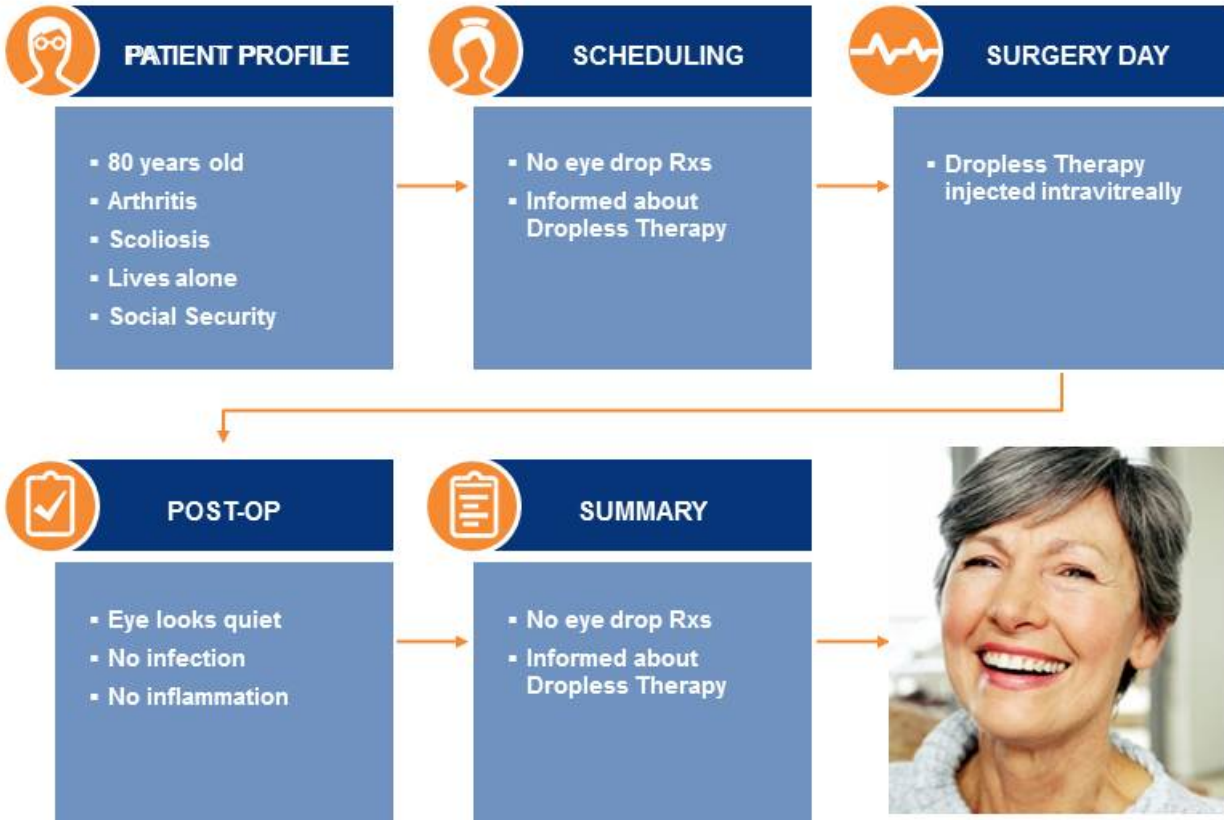 PATIENT PROFILE
▪ 80 years old
▪ Arthritis
▪ Scoliosis
▪ Lives alone
▪ Social Security
SCHEDULING
▪ No eye drop Rxs
▪ Informed about
Dropless Therapy
SURGERY DAY
▪ Dropless Therapy
injected intravitreally
POST-OP
▪ Eye looks quiet
▪ No infection
▪ No inflammation
SUMMARY
▪ No eye drop Rxs
▪ Informed about
Dropless Therapy